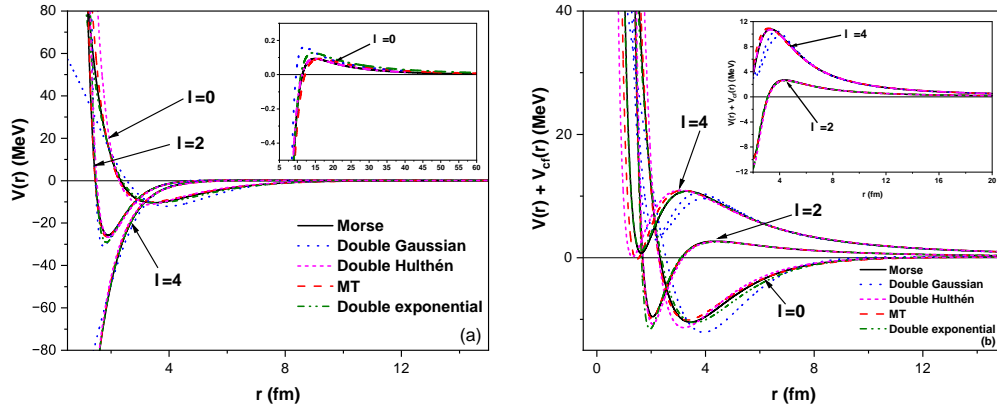 V(r) (MeV)
80
60
40
20
0
-20
-40
-60
-80
0
4
8
12
r (fm)
l=0
l=2
l=4
Morse
Double Gaussian
Double Hulthén
MT
Double exponential
(a)
0.2
0.1
0.0
-0.1
-0.2
-0.3
-0.4
5 10 15 20 25 30 35 40 45 50 55 60
l =0
V(r) + Vcf(r) (MeV)
40
20
0
0
4
8
12
r (fm)
l=4
l=2
l=0
Morse
Double Gaussian
Double Hulthén
MT
Double exponential
(b)
V(r) + Vcf(r) (MeV)
12
8
4
0
-4
-8
-12
4 8 12 16 20
r (fm)
l =4
l =2